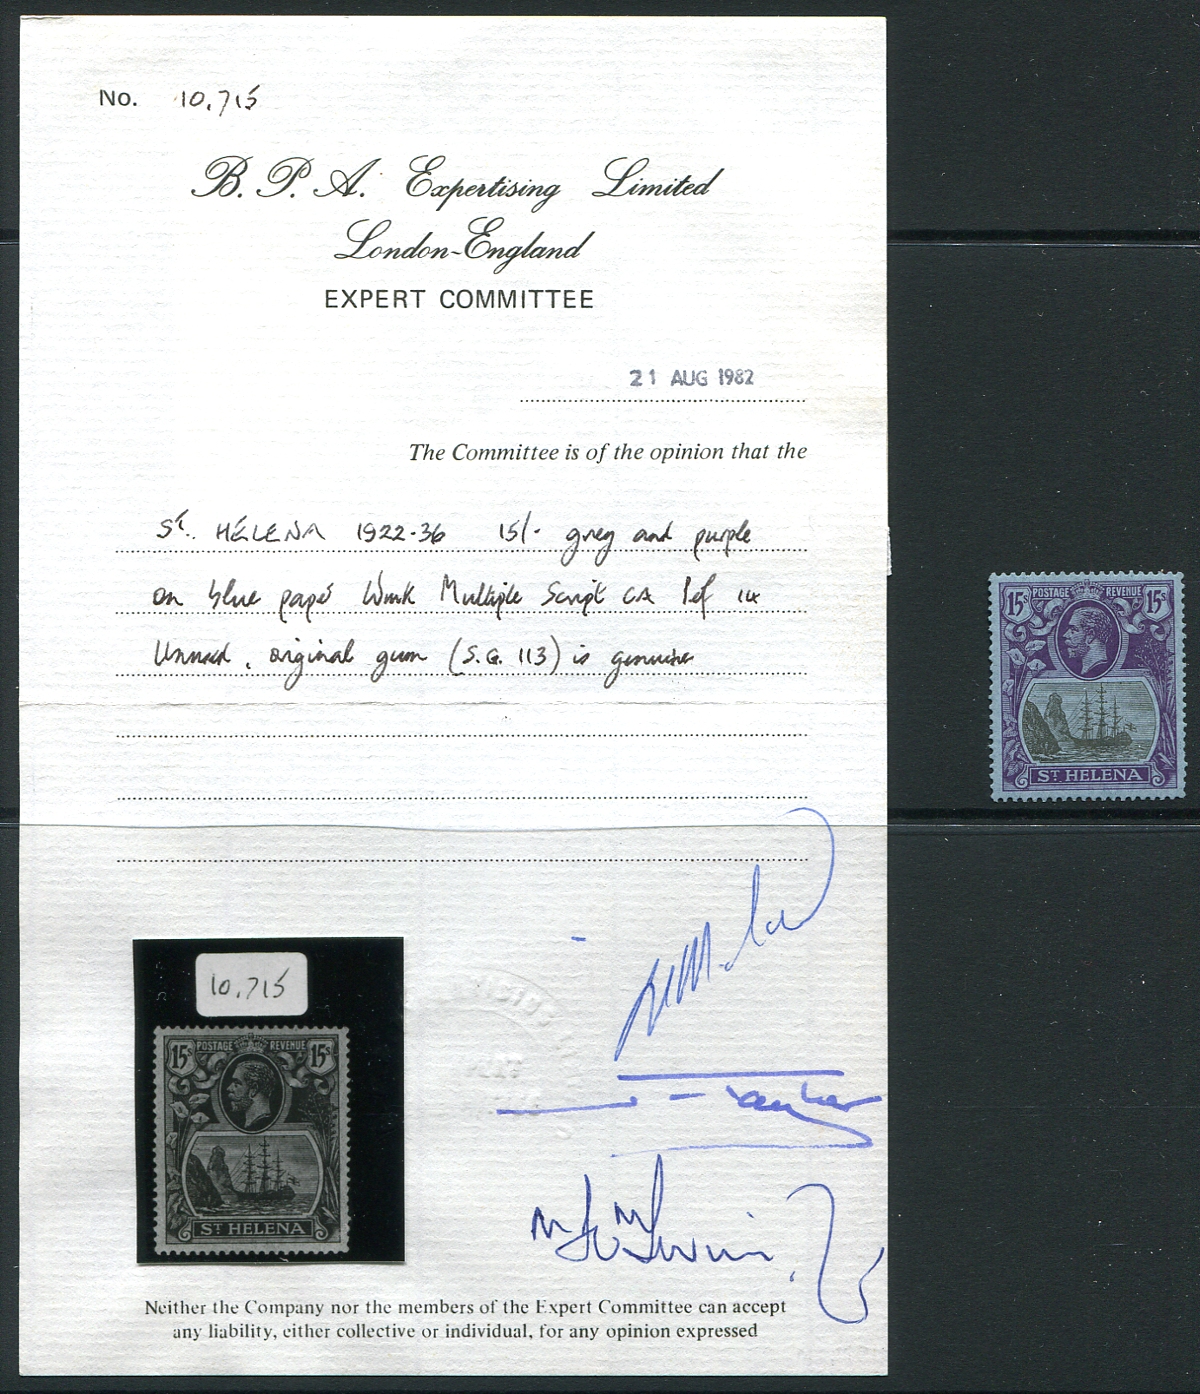 No. 10,715
B. P. A. Expertising Limited
London-England
EXPERT COMMITTEE
21 AUG 1982
The Committee is of the opinion that the
St. HELENA 1922-36 15/- grey and purple
on blue paper Wmk Multiple Script CA Perf 14
Unused, original gum (S.G. 113) is genuine
10,715
15s POSTAGE REVENUE 15s
ST HELENA
Neither the Company nor the members of the Expert Committee can accept
any liability, either collective or individual, for any opinion expressed
15s POSTAGE REVENUE 15s
ST HELENA